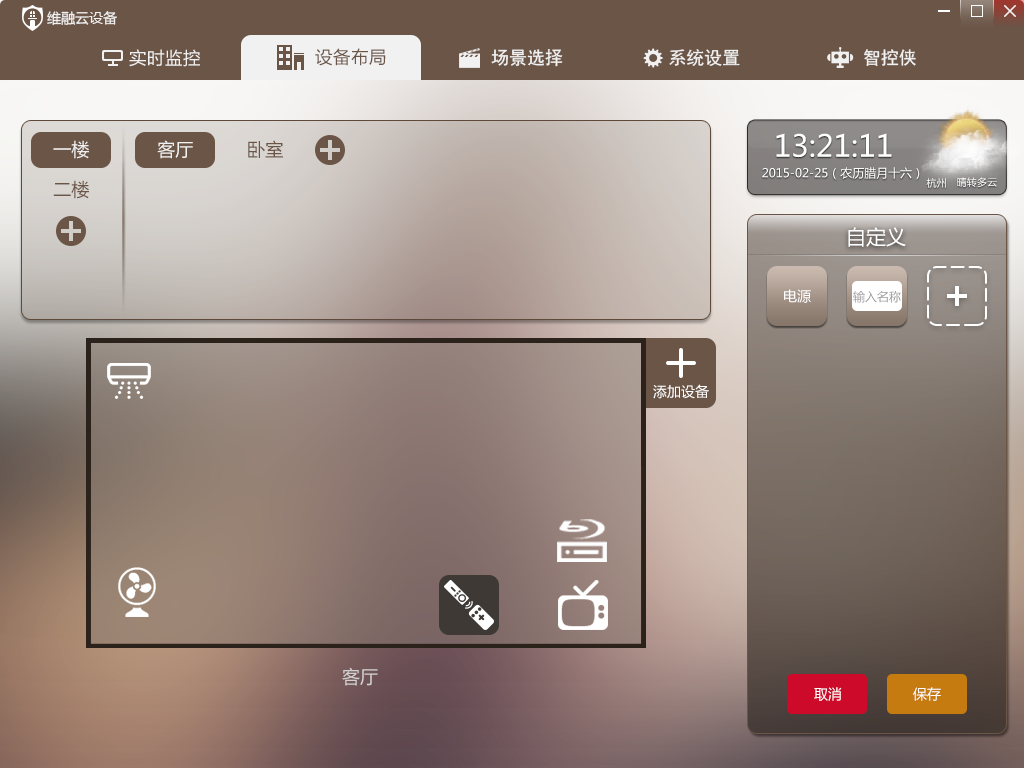 维融云设备
实时监控
设备布局
场景选择
系统设置
智控侠
一楼
客厅
卧室
二楼
13:21:11
2015-02-25（农历腊月十六）
杭州 晴转多云
自定义
电源
输入名称
添加设备
客厅
取消
保存